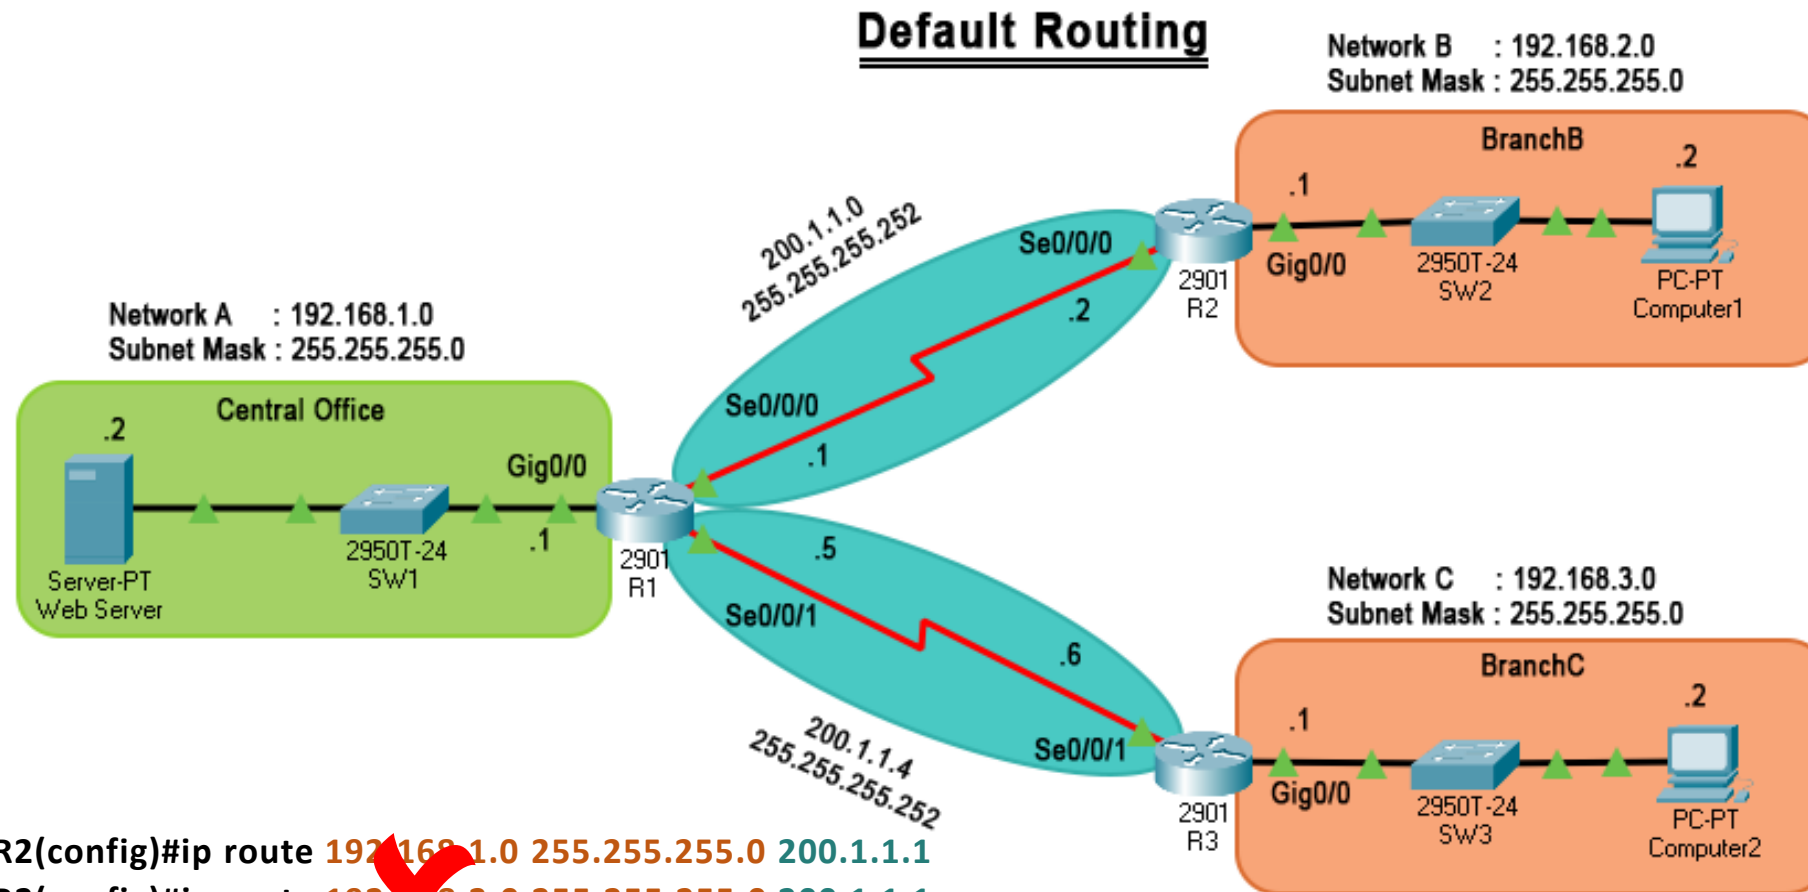 Default Routing
Network B : 192.168.2.0
Subnet Mask : 255.255.255.0
BranchB
.2
.1
200.1.1.0
255.255.255.252
Se0/0/0
Gig0/0
2901
R2
2950T-24
SW2
PC-PT
Computer1
.2
Network A : 192.168.1.0
Subnet Mask : 255.255.255.0
Central Office
.2
Se0/0/0
.1
Gig0/0
.1
2950T-24
SW1
2901
R1
Server-PT
Web Server
.5
Se0/0/1
.6
Network C : 192.168.3.0
Subnet Mask : 255.255.255.0
BranchC
.2
.1
200.1.1.4
255.255.255.252
Se0/0/1
Gig0/0
2901
R3
2950T-24
SW3
PC-PT
Computer2
R2(config)#ip route 192.168.1.0 255.255.255.0 200.1.1.1